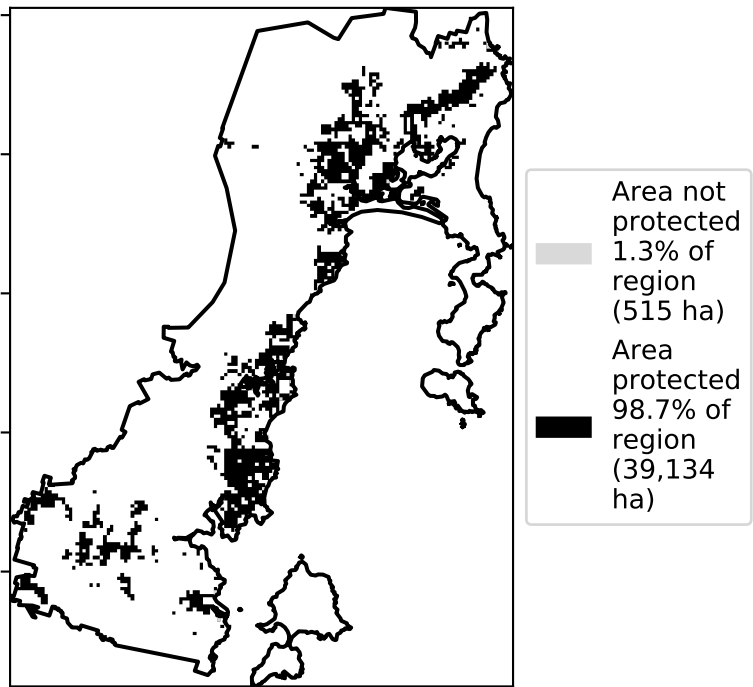 Area not
protected
1.3% of
region
(515 ha)
Area
protected
98.7% of
region
(39,134
ha)